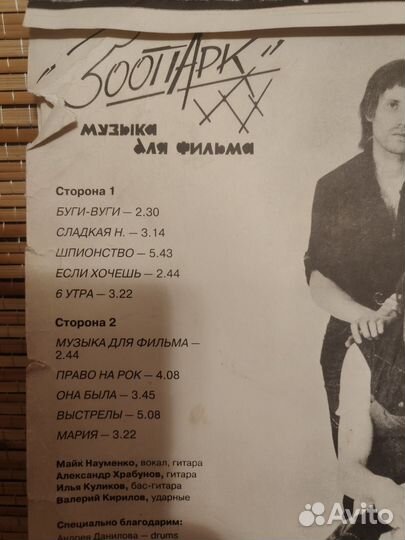 "Зоопарк"
музыка
для фильма
Сторона 1
БУГИ-ВУГИ — 2.30
СЛАДКАЯ Н. — 3.14
ШПИОНСТВО — 5.43
ЕСЛИ ХОЧЕШЬ — 2.44
6 УТРА — 3.22
Сторона 2
МУЗЫКА ДЛЯ ФИЛЬМА —
2.44
ПРАВО НА РОК — 4.08
ОНА БЫЛА — 3.45
ВЫСТРЕЛЫ — 5.08
МАРИЯ — 3.22
Майк Науменко, вокал, гитара
Александр Храбунов, гитара
Илья Куликов, бас-гитара
Валерий Кирилов, ударные
Специально благодарим:
Андрея Данилова — drums
Avito